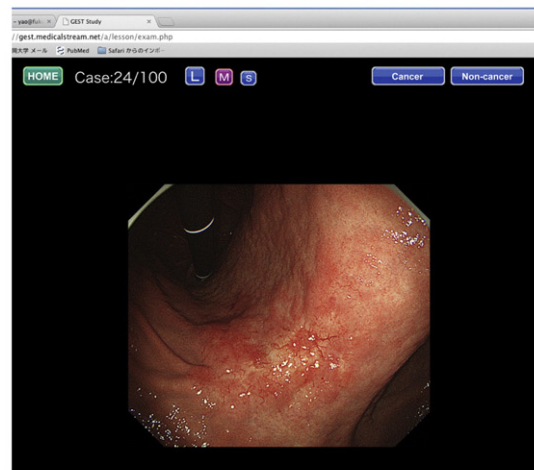 – yao@fuk × GEST Study ×
//gest.medicalstream.net/a/lesson/exam.php
大学 メール PubMed Safari からのインポ…
HOME Case:24/100 L M S Cancer Non-cancer